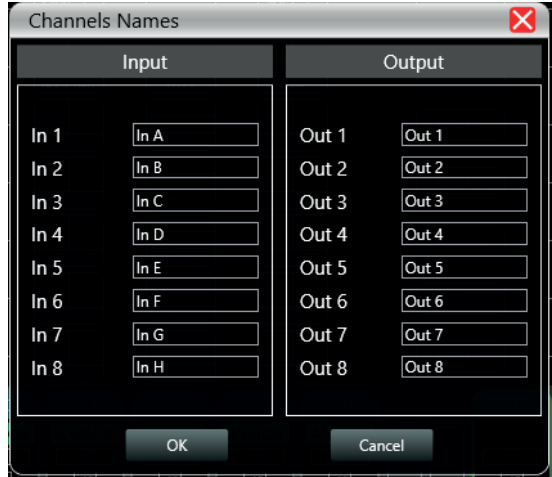 Channels Names
Input Output
In 1 In A Out 1 Out 1
In 2 In B Out 2 Out 2
In 3 In C Out 3 Out 3
In 4 In D Out 4 Out 4
In 5 In E Out 5 Out 5
In 6 In F Out 6 Out 6
In 7 In G Out 7 Out 7
In 8 In H Out 8 Out 8
OK Cancel